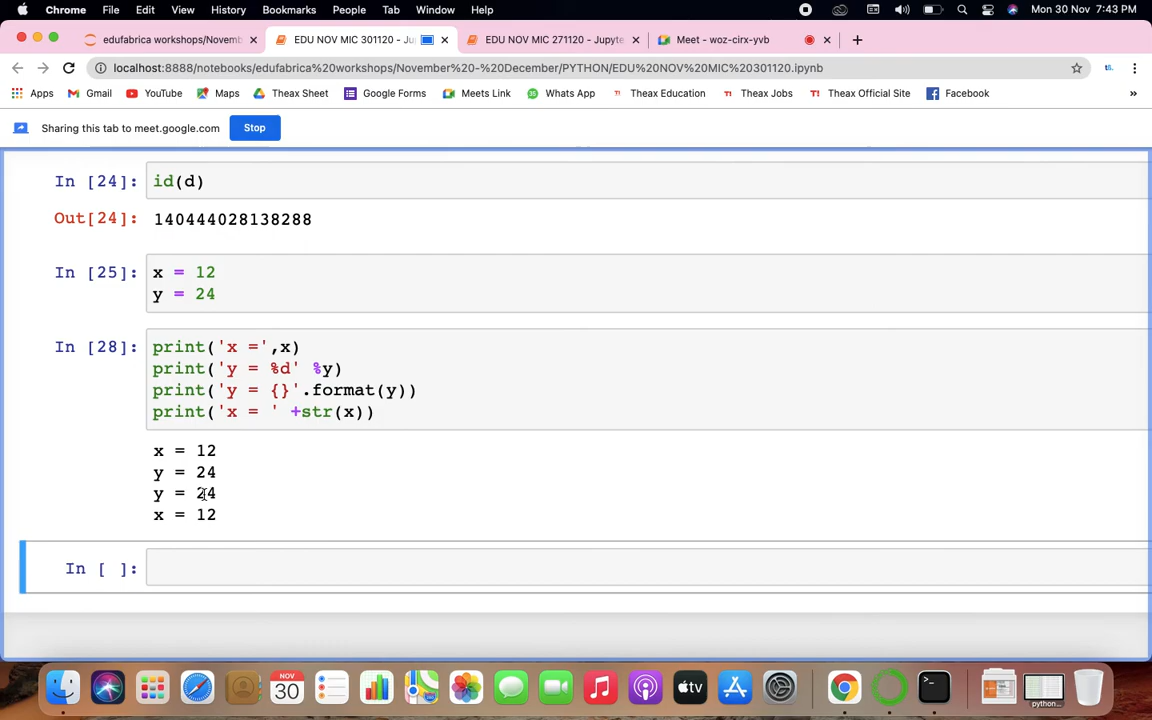 Chrome File Edit View History Bookmarks People Tab Window Help Mon 30 Nov 7:43 PM
edufabrica workshops/Novemb EDU NOV MIC 301120 - Ju EDU NOV MIC 271120 - Jupyte Meet - woz-cirx-yvb
localhost:8888/notebooks/edufabrica%20workshops/November%20-%20December/PYTHON/EDU%20NOV%20MIC%20301120.ipynb
Apps Gmail YouTube Maps Theax Sheet Google Forms Meets Link Whats App Theax Education Theax Jobs Theax Official Site Facebook »
Sharing this tab to meet.google.com Stop
In [24]: id(d)
Out[24]: 140444028138288
In [25]: x = 12
y = 24
In [28]: print('x =',x)
print('y = %d' %y)
print('y = {}'.format(y))
print('x = ' +str(x))
x = 12
y = 24
y = 24
x = 12
In [ ]:
NOV
30
tv
python...